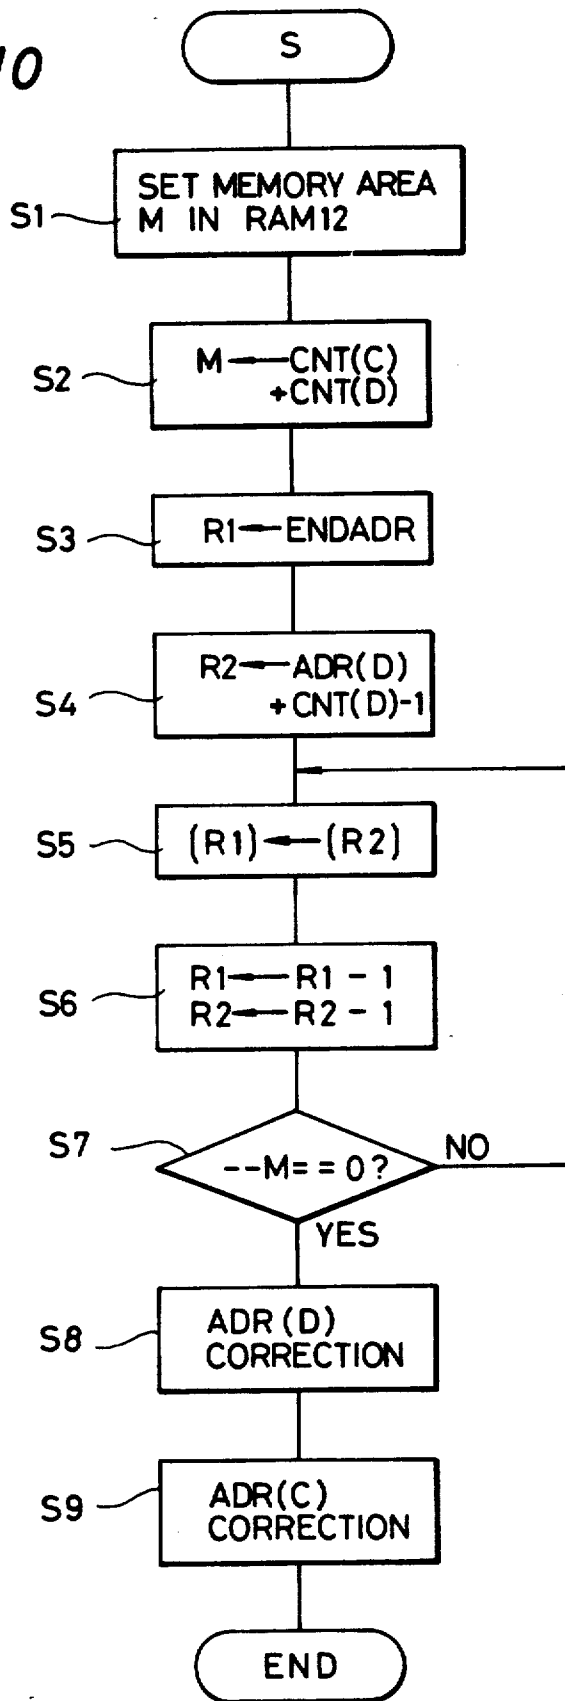 10
S
S1
SET MEMORY AREA
M IN RAM12
S2
M←CNT(C)
+CNT(D)
S3
R1←ENDADR
S4
R2←ADR(D)
+CNT(D)-1
S5
(R1)←(R2)
S6
R1←R1-1
R2←R2-1
S7
--M==0?
NO
YES
S8
ADR(D)
CORRECTION
S9
ADR(C)
CORRECTION
END